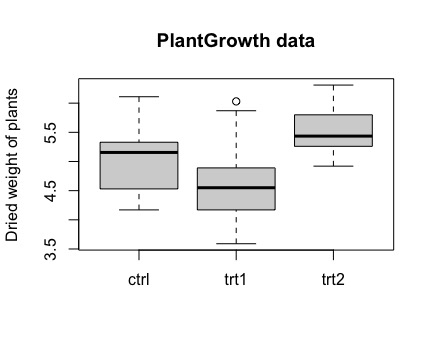 PlantGrowth data
Dried weight of plants
5.5
4.5
3.5
ctrl
trt1
trt2